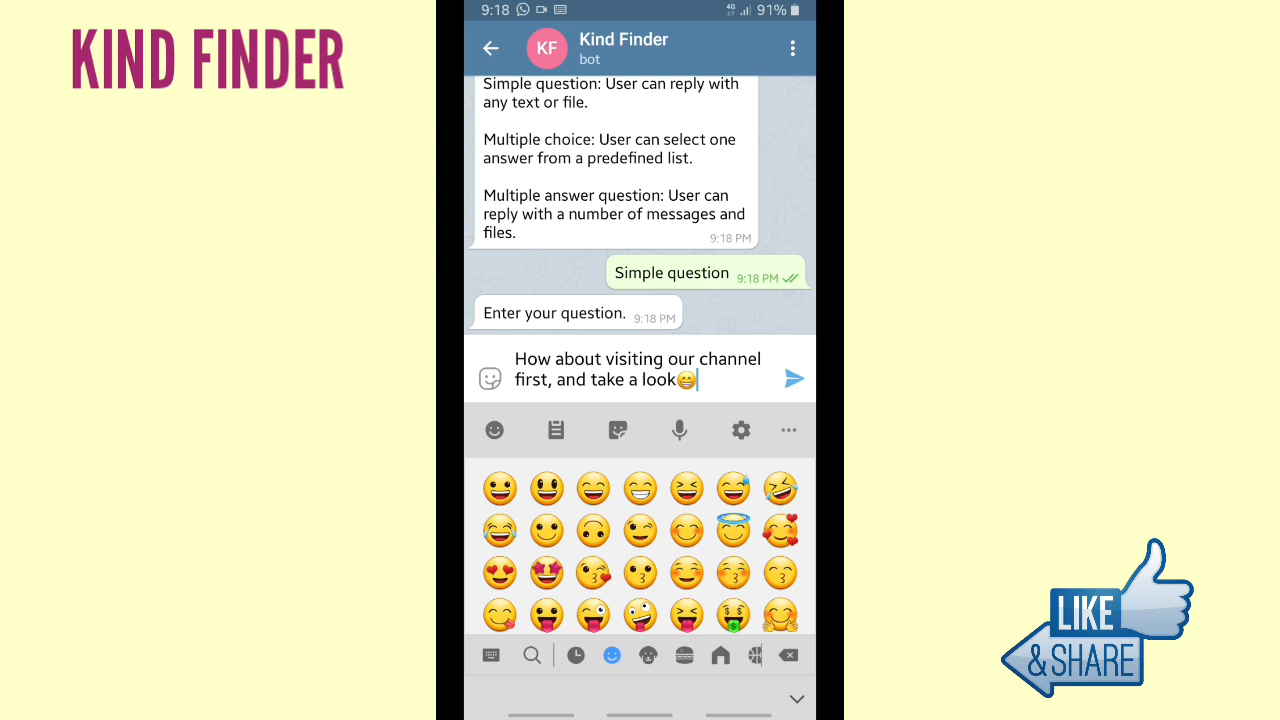 KIND FINDER
9:18
4G
91%
KF
Kind Finder
bot
Simple question: User can reply with
any text or file.
Multiple choice: User can select one
answer from a predefined list.
Multiple answer question: User can
reply with a number of messages and
files.
9:18 PM
Simple question 9:18 PM
Enter your question. 9:18 PM
How about visiting our channel
first, and take a look😁
LIKE
& SHARE